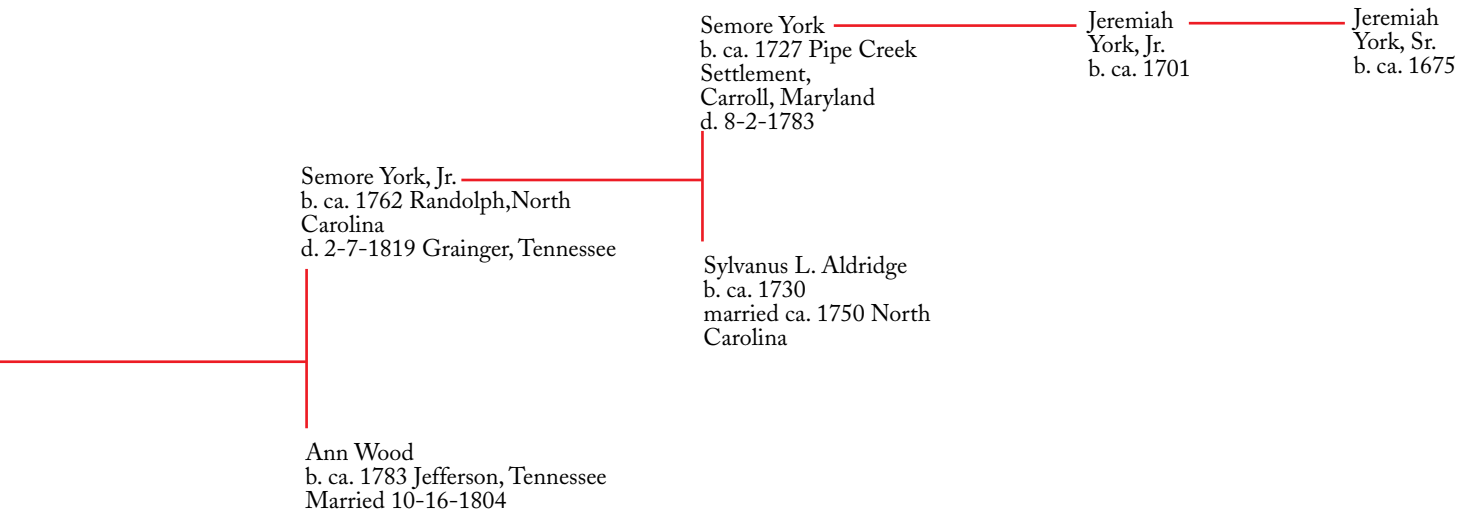 Semore York
b. ca. 1727 Pipe Creek
Settlement,
Carroll, Maryland
d. 8-2-1783
Jeremiah
York, Jr.
b. ca. 1701
Jeremiah
York, Sr.
b. ca. 1675
Semore York, Jr.
b. ca. 1762 Randolph,North
Carolina
d. 2-7-1819 Grainger, Tennessee
Sylvanus L. Aldridge
b. ca. 1730
married ca. 1750 North
Carolina
Ann Wood
b. ca. 1783 Jefferson, Tennessee
Married 10-16-1804